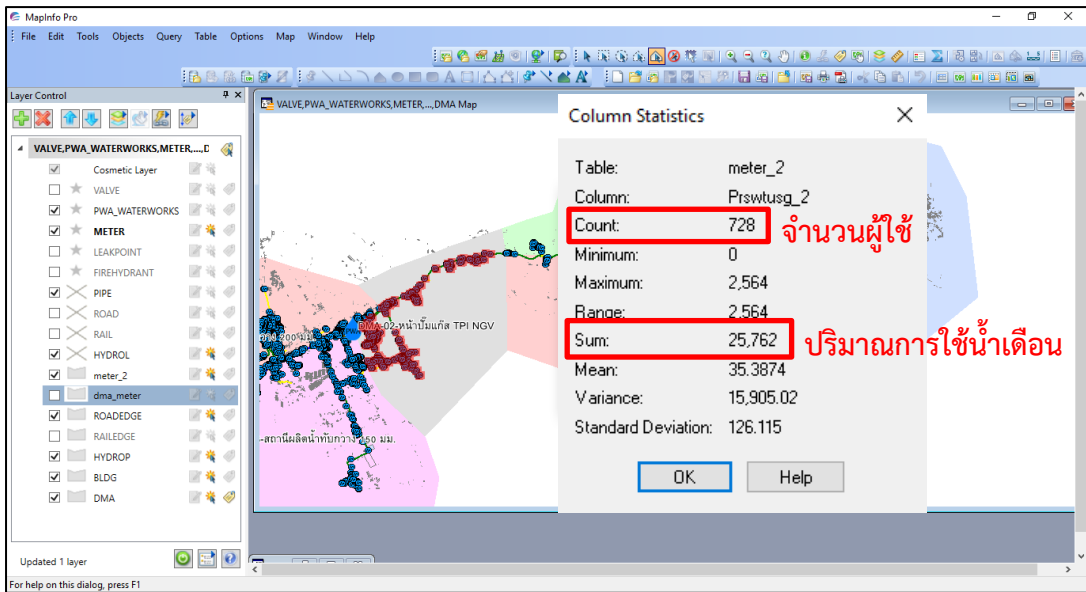 MapInfo Pro
File Edit Tools Objects Query Table Options Map Window Help
Layer Control
VALVE,PWA_WATERWORKS,METER,...,D
Cosmetic Layer
VALVE
PWA_WATERWORKS
METER
LEAKPOINT
FIREHYDRANT
PIPE
ROAD
RAIL
HYDROL
meter_2
dma_meter
ROADEDGE
RAILEDGE
HYDROP
BLDG
DMA
Updated 1 layer
For help on this dialog, press F1
VALVE,PWA_WATERWORKS,METER,...,DMA Map
DMA-02-หน้าปั๊มแก๊ส TPI NGV
200 มม.
-สถานีผลิตน้ำทับกวาง 150 มม.
Column Statistics
Table: meter_2
Column: Prswtusg_2
Count: 728
จำนวนผู้ใช้
Minimum: 0
Maximum: 2,564
Range: 2,564
Sum: 25,762
ปริมาณการใช้น้ำเดือน
Mean: 35.3874
Variance: 15,905.02
Standard Deviation: 126.115
OK Help